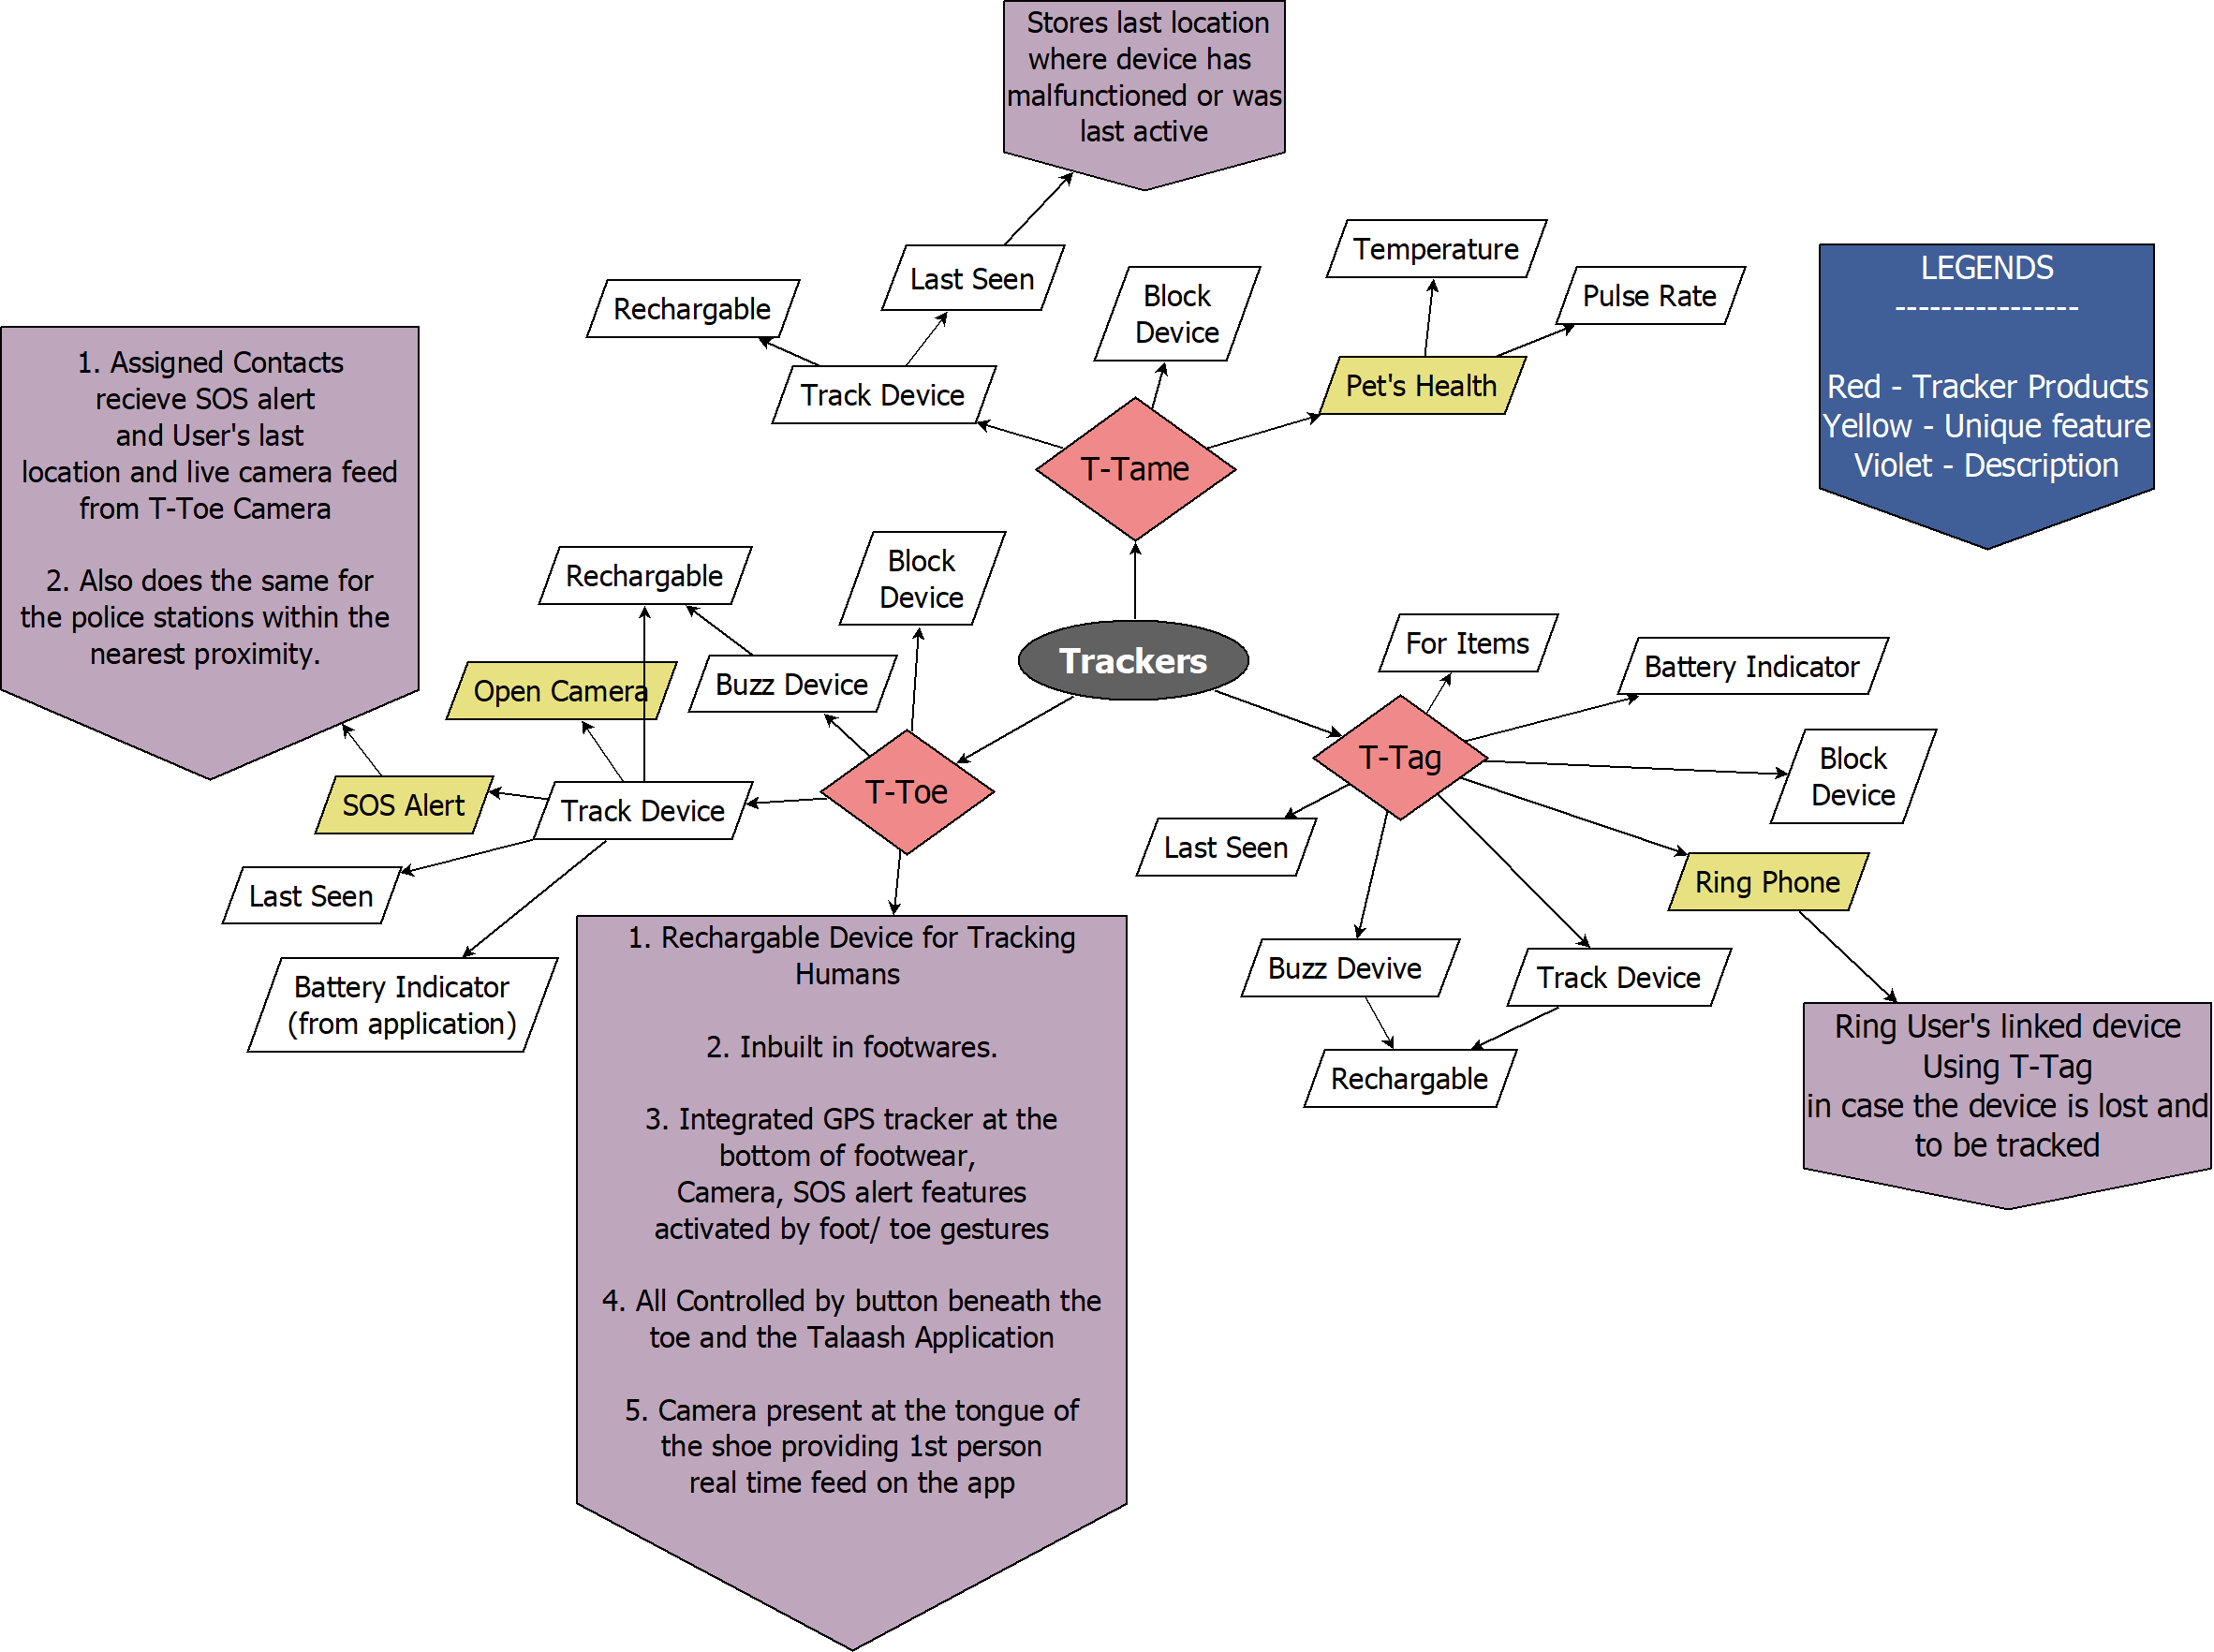 Stores last location
where device has
malfunctioned or was
last active
Temperature
Pulse Rate
Last Seen
Rechargable
Block
Device
Track Device
Pet's Health
T-Tame
LEGENDS
----------------
Red - Tracker Products
Yellow - Unique feature
Violet - Description
1. Assigned Contacts
recieve SOS alert
and User's last
location and live camera feed
from T-Toe Camera
2. Also does the same for
the police stations within the
nearest proximity.
Rechargable
Block
Device
Open Camera
Buzz Device
Trackers
For Items
Battery Indicator
T-Toe
T-Tag
Block
Device
SOS Alert
Track Device
Last Seen
Last Seen
Ring Phone
Battery Indicator
(from application)
Buzz Devive
Track Device
Rechargable
1. Rechargable Device for Tracking
Humans
2. Inbuilt in footwares.
3. Integrated GPS tracker at the
bottom of footwear,
Camera, SOS alert features
activated by foot/ toe gestures
4. All Controlled by button beneath the
toe and the Talaash Application
5. Camera present at the tongue of
the shoe providing 1st person
real time feed on the app
Ring User's linked device
Using T-Tag
in case the device is lost and
to be tracked